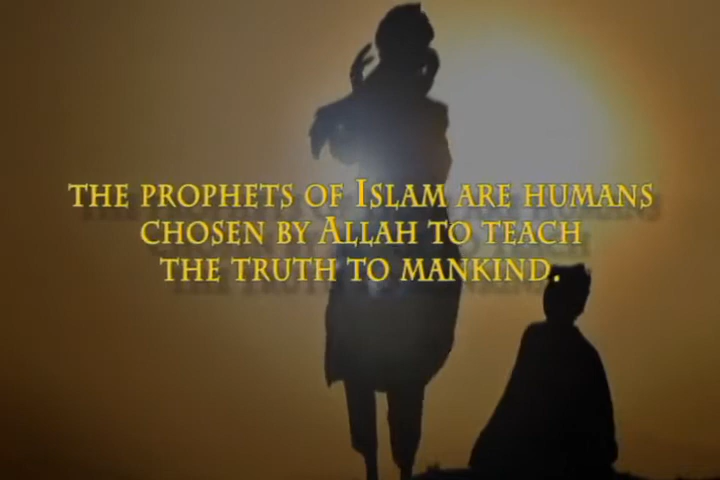 THE PROPHETS OF ISLAM ARE HUMANS
CHOSEN BY ALLAH TO TEACH
THE TRUTH TO MANKIND.